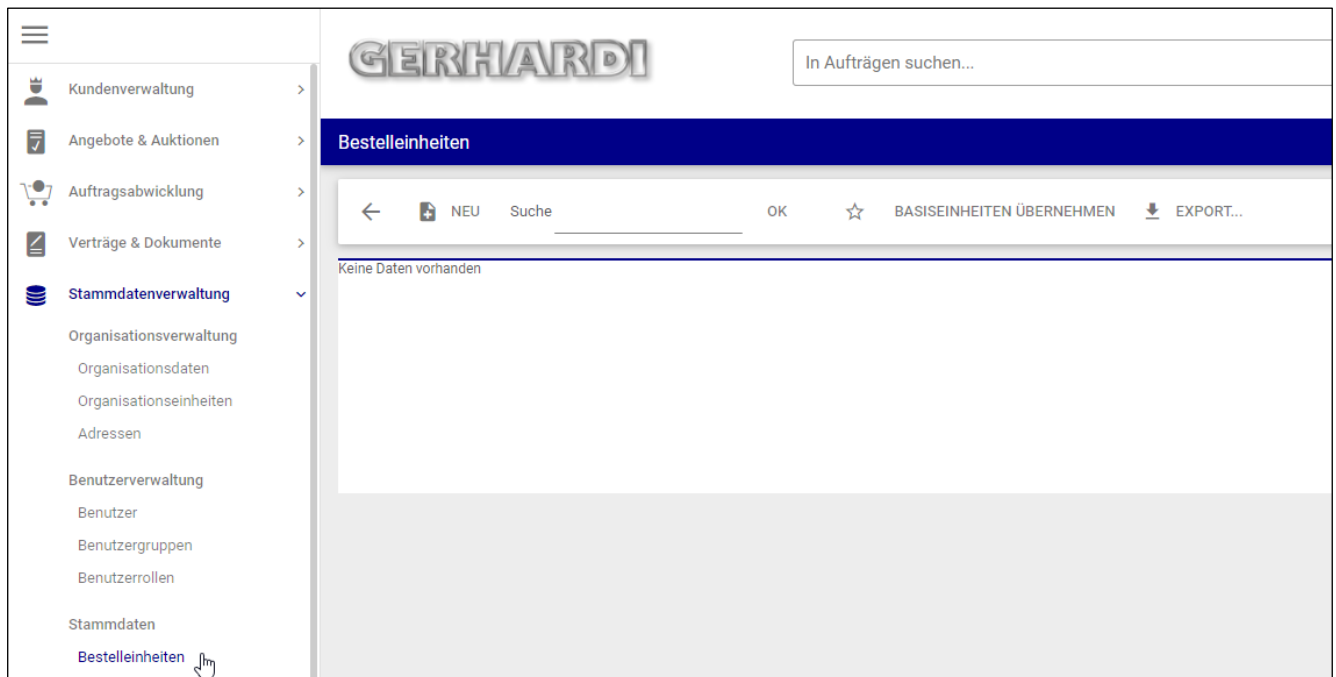 GERHARDI
In Aufträgen suchen...
Kundenverwaltung
Angebote & Auktionen
Auftragsabwicklung
Verträge & Dokumente
Stammdatenverwaltung
Organisationsverwaltung
Organisationsdaten
Organisationseinheiten
Adressen
Benutzerverwaltung
Benutzer
Benutzergruppen
Benutzerrollen
Stammdaten
Bestelleinheiten
Bestelleinheiten
NEU Suche OK BASISEINHEITEN ÜBERNEHMEN EXPORT...
Keine Daten vorhanden